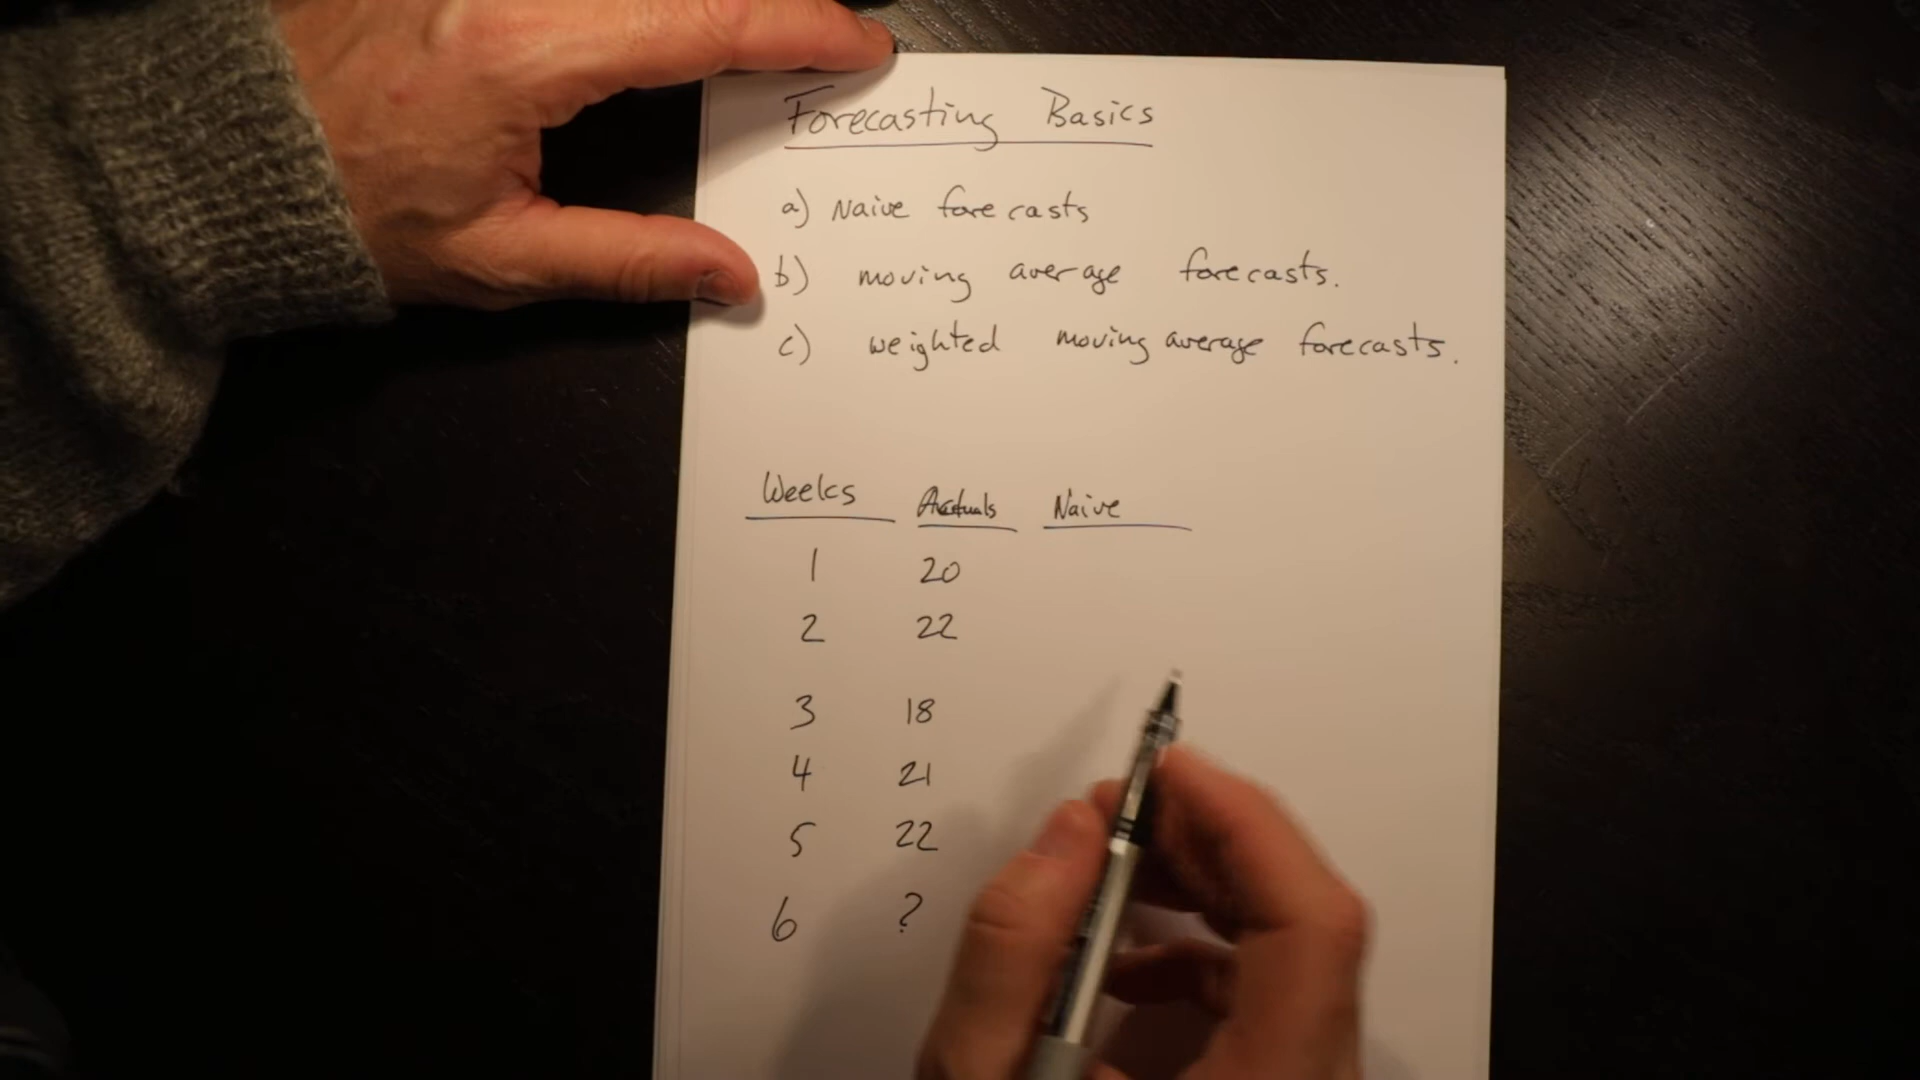 Forecasting Basics
a) Naive forecasts
b) moving average forecasts.
c) weighted moving average forecasts.
Weeks Actuals Naive
1 20
2 22
3 18
4 21
5 22
6 ?